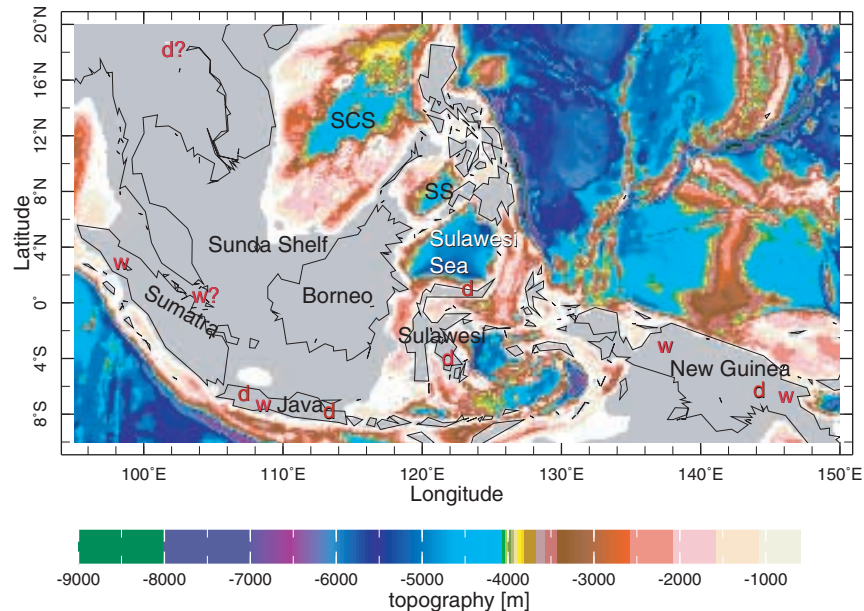 20˚N
16˚N
12˚N
8˚N
4˚N
0˚
4˚S
8˚S
Latitude
d?
SCS
SS
Sunda Shelf
Sulawesi
Sea
w
w?
Sumatra
Borneo
d
Sulawesi
d
w
New Guinea
d
w
d
w
Java
d
100˚E
110˚E
120˚E
130˚E
140˚E
150˚E
Longitude
-9000
-8000
-7000
-6000
-5000
-4000
-3000
-2000
-1000
topography [m]